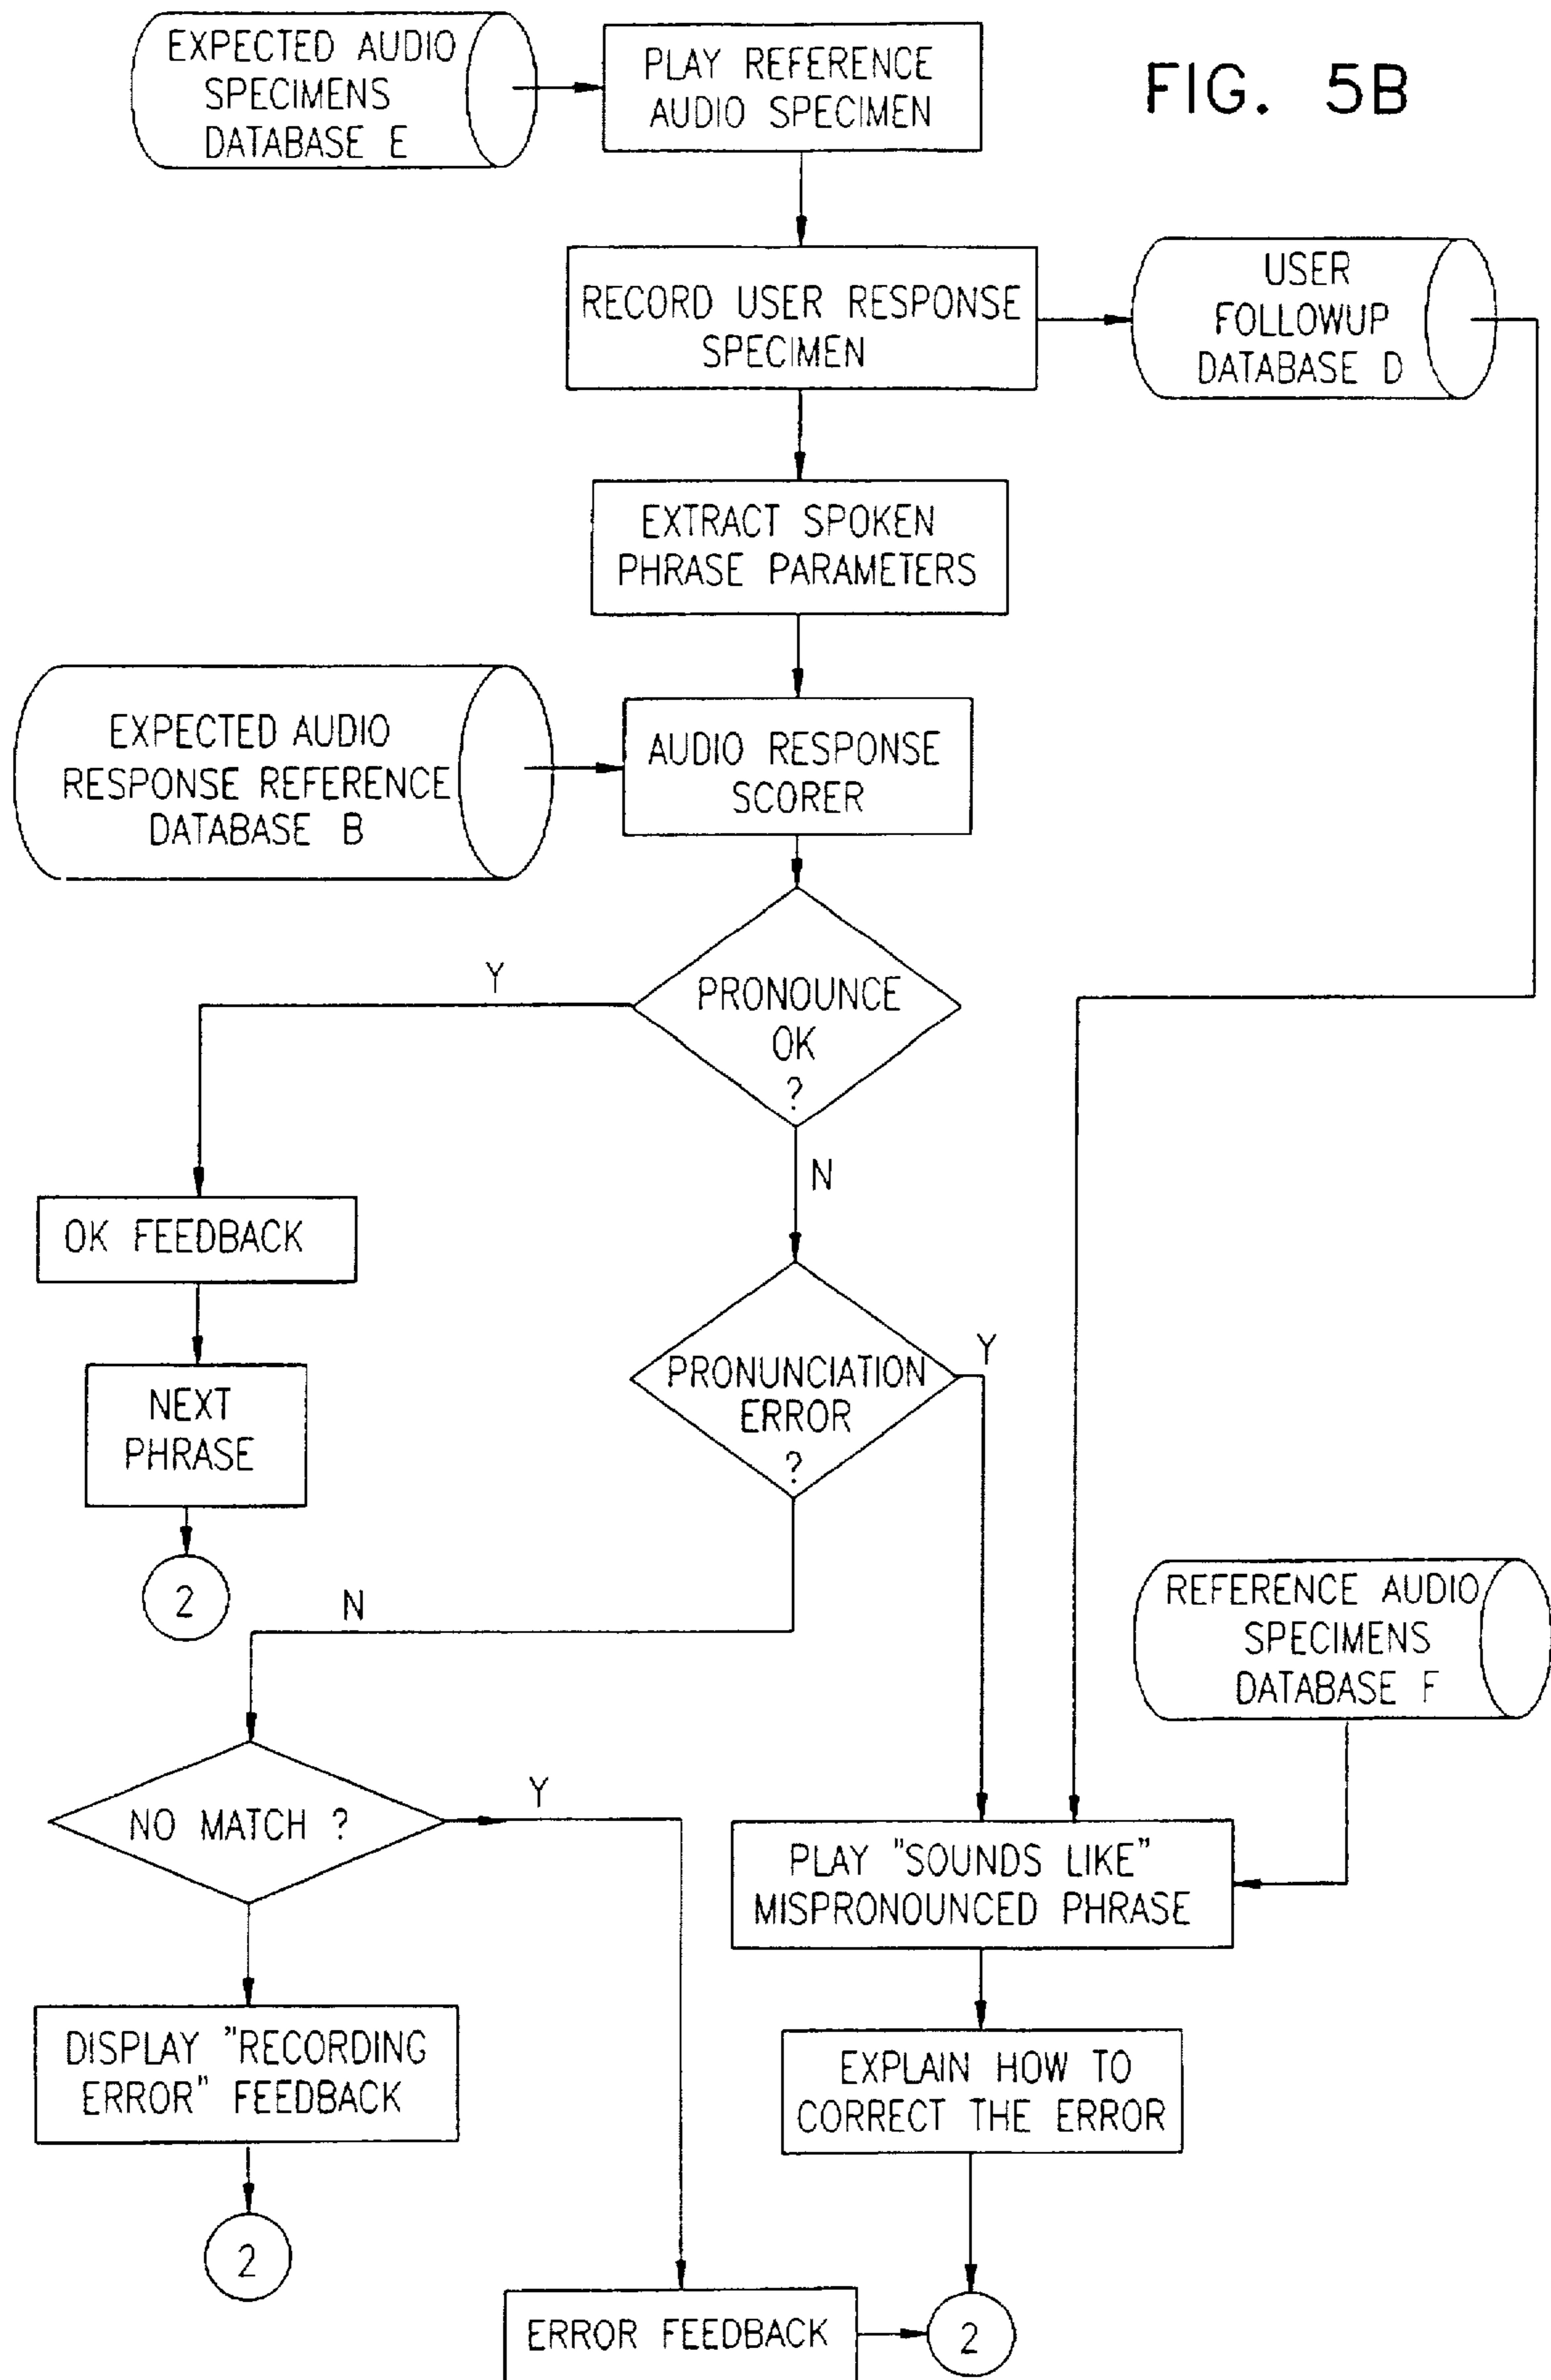 FIG. 5B
EXPECTED AUDIO
SPECIMENS
DATABASE E
PLAY REFERENCE
AUDIO SPECIMEN
RECORD USER RESPONSE
SPECIMEN
USER
FOLLOWUP
DATABASE D
EXTRACT SPOKEN
PHRASE PARAMETERS
EXPECTED AUDIO
RESPONSE REFERENCE
DATABASE B
AUDIO RESPONSE
SCORER
PRONOUNCE
OK
?
Y
N
OK FEEDBACK
NEXT
PHRASE
2
PRONUNCIATION
ERROR
?
Y
N
REFERENCE AUDIO
SPECIMENS
DATABASE F
NO MATCH ?
Y
PLAY "SOUNDS LIKE"
MISPRONOUNCED PHRASE
DISPLAY "RECORDING
ERROR" FEEDBACK
2
EXPLAIN HOW TO
CORRECT THE ERROR
ERROR FEEDBACK
2